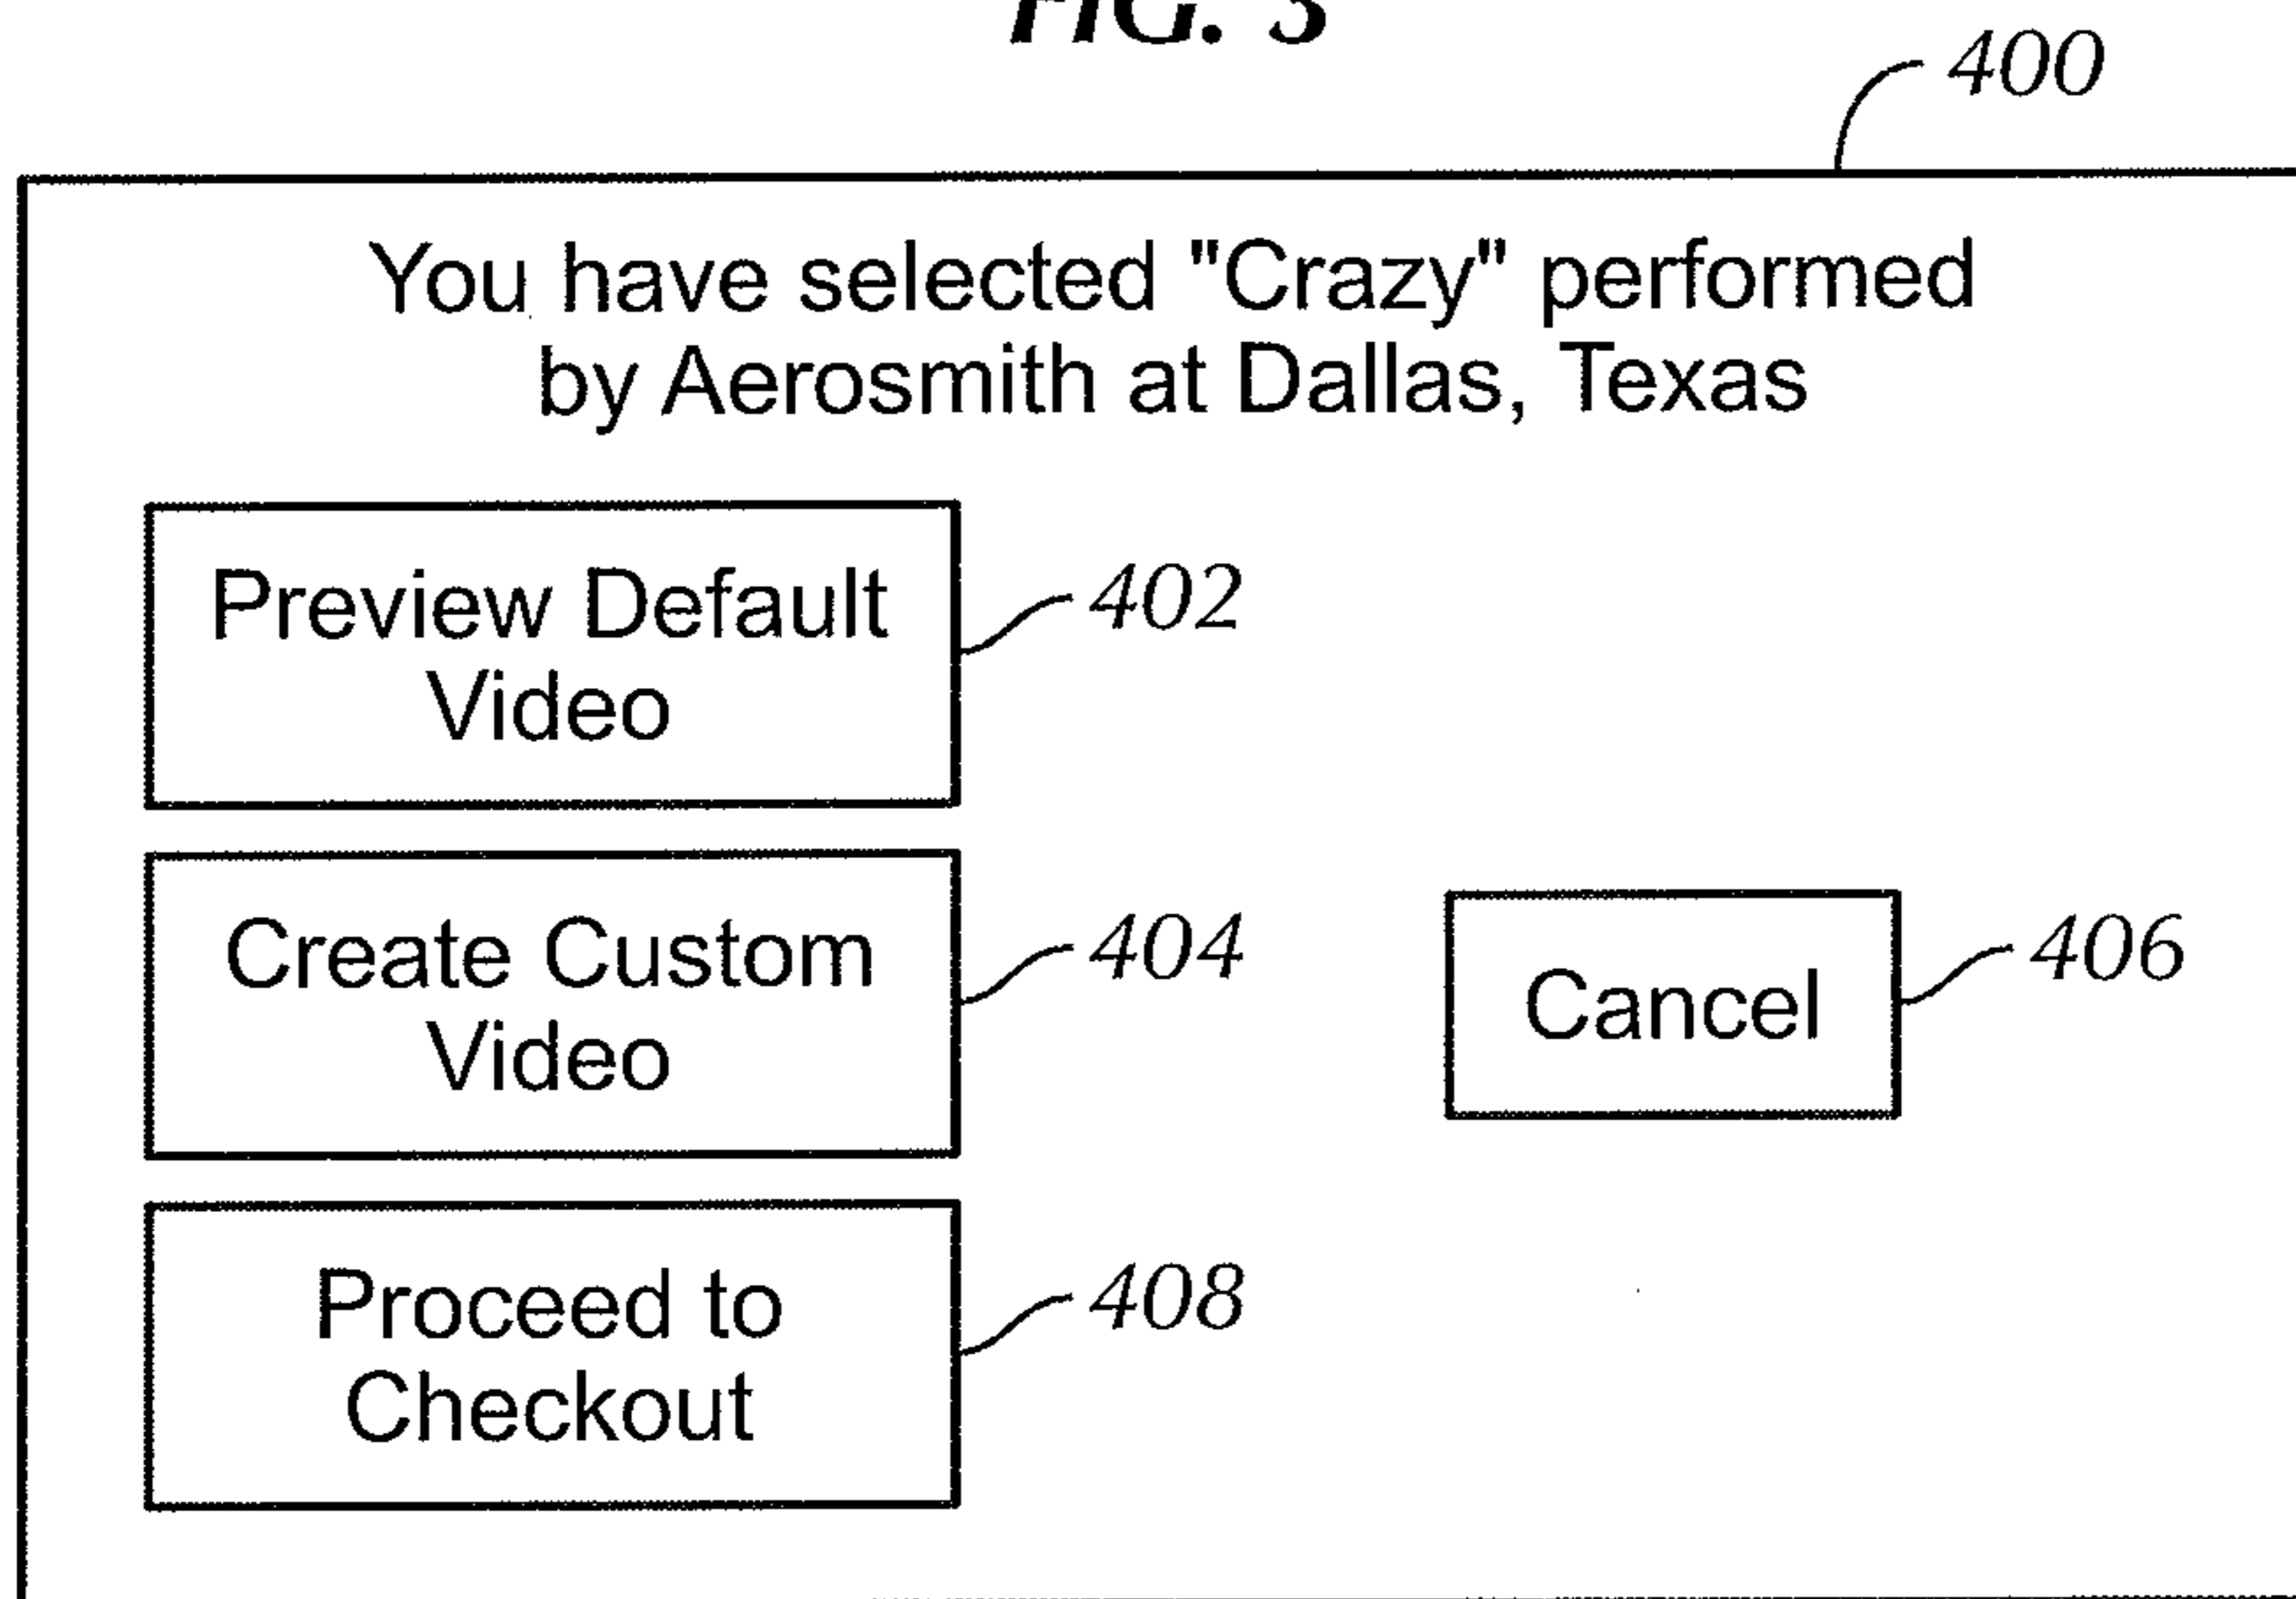 FIG. 3
400
You have selected "Crazy" performed
by Aerosmith at Dallas, Texas
Preview Default
Video
402
Create Custom
Video
404
Cancel
406
Proceed to
Checkout
408